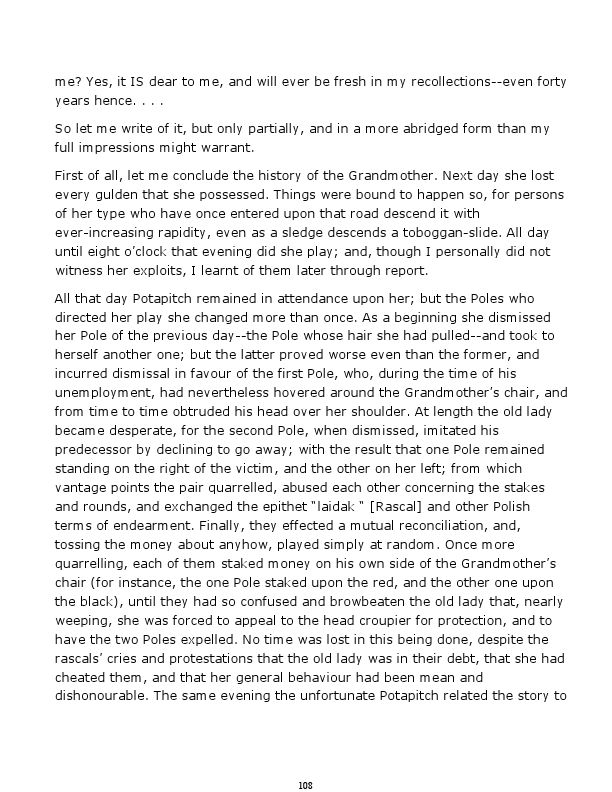 me? Yes, it IS dear to me, and will ever be fresh in my recollections--even forty
years hence. . . .
So let me write of it, but only partially, and in a more abridged form than my
full impressions might warrant.
First of all, let me conclude the history of the Grandmother. Next day she lost
every gulden that she possessed. Things were bound to happen so, for persons
of her type who have once entered upon that road descend it with
ever-increasing rapidity, even as a sledge descends a toboggan-slide. All day
until eight o’clock that evening did she play; and, though I personally did not
witness her exploits, I learnt of them later through report.
All that day Potapitch remained in attendance upon her; but the Poles who
directed her play she changed more than once. As a beginning she dismissed
her Pole of the previous day--the Pole whose hair she had pulled--and took to
herself another one; but the latter proved worse even than the former, and
incurred dismissal in favour of the first Pole, who, during the time of his
unemployment, had nevertheless hovered around the Grandmother’s chair, and
from time to time obtruded his head over her shoulder. At length the old lady
became desperate, for the second Pole, when dismissed, imitated his
predecessor by declining to go away; with the result that one Pole remained
standing on the right of the victim, and the other on her left; from which
vantage points the pair quarrelled, abused each other concerning the stakes
and rounds, and exchanged the epithet “laidak “ [Rascal] and other Polish
terms of endearment. Finally, they effected a mutual reconciliation, and,
tossing the money about anyhow, played simply at random. Once more
quarrelling, each of them staked money on his own side of the Grandmother’s
chair (for instance, the one Pole staked upon the red, and the other one upon
the black), until they had so confused and browbeaten the old lady that, nearly
weeping, she was forced to appeal to the head croupier for protection, and to
have the two Poles expelled. No time was lost in this being done, despite the
rascals’ cries and protestations that the old lady was in their debt, that she had
cheated them, and that her general behaviour had been mean and
dishonourable. The same evening the unfortunate Potapitch related the story to
108